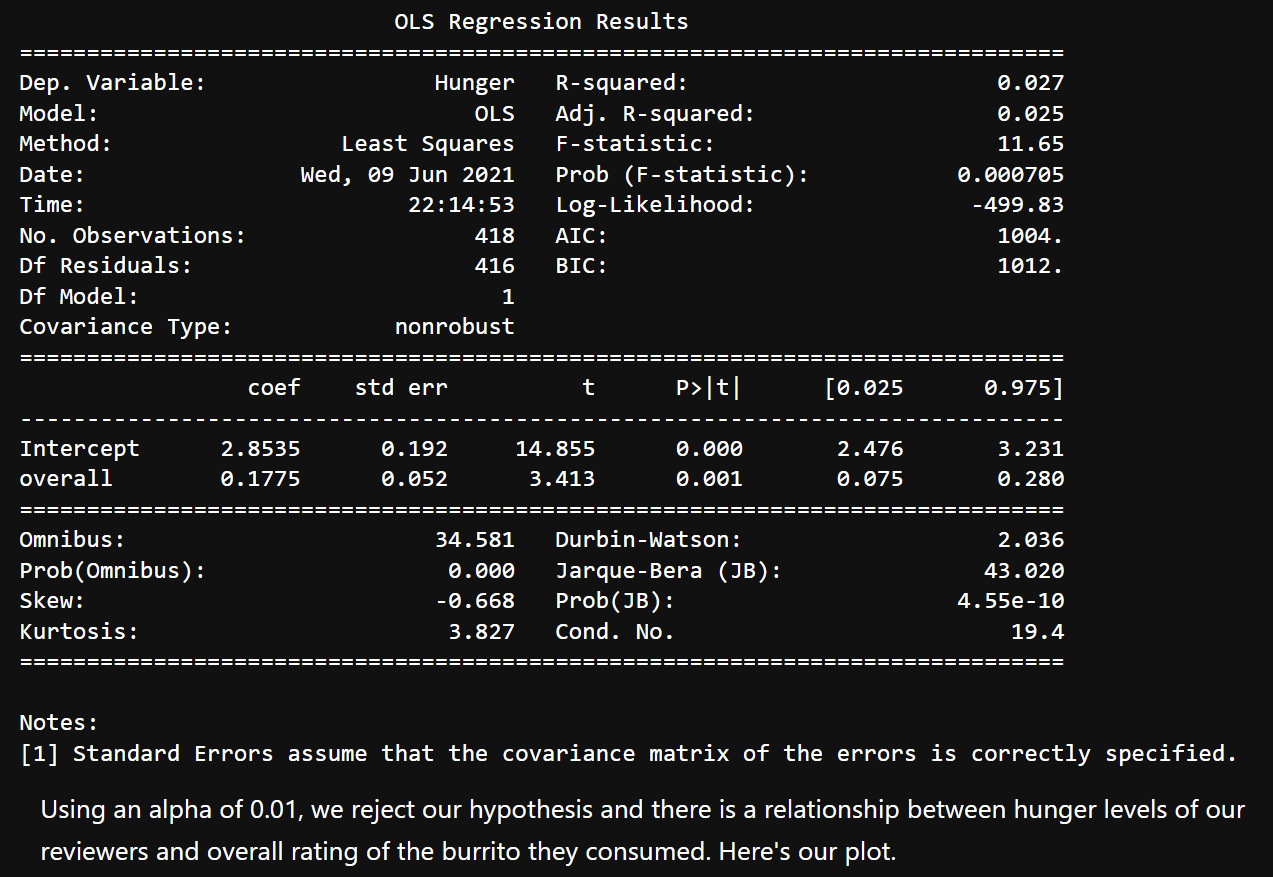 OLS Regression Results
==============================================================================
Dep. Variable:                 Hunger   R-squared:                       0.027
Model:                            OLS   Adj. R-squared:                  0.025
Method:                 Least Squares   F-statistic:                     11.65
Date:                Wed, 09 Jun 2021   Prob (F-statistic):           0.000705
Time:                        22:14:53   Log-Likelihood:                -499.83
No. Observations:                 418   AIC:                             1004.
Df Residuals:                     416   BIC:                             1012.
Df Model:                           1
Covariance Type:            nonrobust
==============================================================================
                 coef    std err          t      P>|t|      [0.025      0.975]
------------------------------------------------------------------------------
Intercept      2.8535      0.192     14.855      0.000       2.476       3.231
overall        0.1775      0.052      3.413      0.001       0.075       0.280
==============================================================================
Omnibus:                       34.581   Durbin-Watson:                   2.036
Prob(Omnibus):                  0.000   Jarque-Bera (JB):               43.020
Skew:                          -0.668   Prob(JB):                     4.55e-10
Kurtosis:                       3.827   Cond. No.                         19.4
==============================================================================

Notes:
[1] Standard Errors assume that the covariance matrix of the errors is correctly specified.
Using an alpha of 0.01, we reject our hypothesis and there is a relationship between hunger levels of our
reviewers and overall rating of the burrito they consumed. Here's our plot.